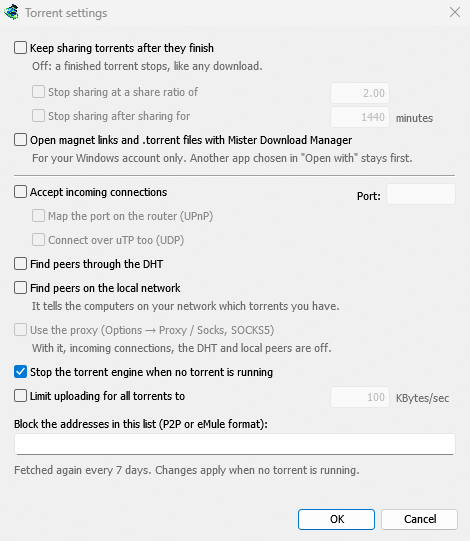 Torrent settings
Keep sharing torrents after they finish
Off: a finished torrent stops, like any download.
Stop sharing at a share ratio of 2.00
Stop sharing after sharing for 1440 minutes
Open magnet links and .torrent files with Mister Download Manager
For your Windows account only. Another app chosen in "Open with" stays first.
Accept incoming connections Port:
Map the port on the router (UPnP)
Connect over uTP too (UDP)
Find peers through the DHT
Find peers on the local network
It tells the computers on your network which torrents you have.
Use the proxy (Options → Proxy / Socks, SOCKS5)
With it, incoming connections, the DHT and local peers are off.
Stop the torrent engine when no torrent is running
Limit uploading for all torrents to 100 KBytes/sec
Block the addresses in this list (P2P or eMule format):
Fetched again every 7 days. Changes apply when no torrent is running.
OK Cancel